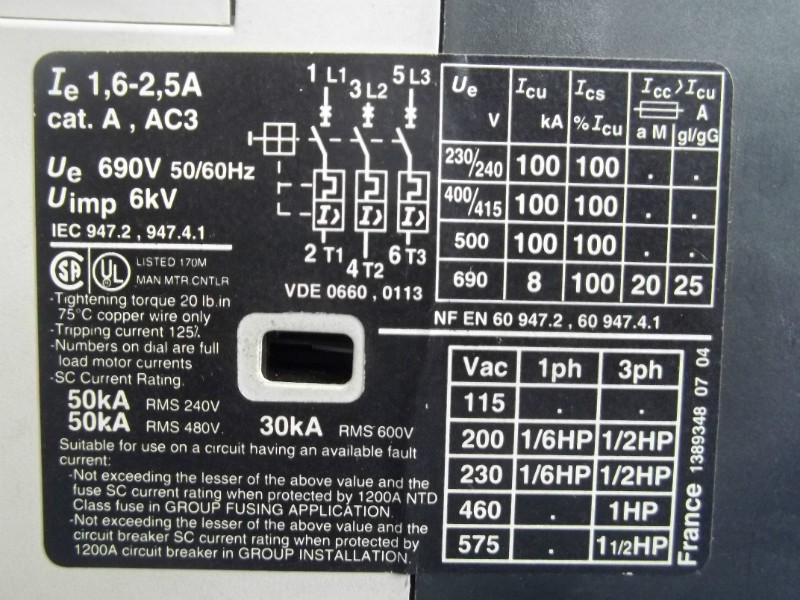 Ie 1,6-2,5A
cat. A , AC3
Ue 690V 50/60Hz
Uimp 6kV
IEC 947.2 , 947.4.1
SA UL LISTED 170M
MAN MTR CNTLR
-Tightening torque 20 lb.in
75°C copper wire only
-Tripping current 125%
-Numbers on dial are full
load motor currents
-SC Current Rating.
50kA RMS 240V
50kA RMS 480V. 30kA RMS 600V
Suitable for use on a circuit having an available fault
current:
-Not exceeding the lesser of the above value and the
fuse SC current rating when protected by 1200A NTD
Class fuse in GROUP FUSING APPLICATION.
-Not exceeding the lesser of the above value and the
circuit breaker SC current rating when protected by
1200A circuit breaker in GROUP INSTALLATION.
1 L1 3 L2 5 L3
I> I> I>
2 T1 4 T2 6 T3
VDE 0660 , 0113
Ue Icu Ics Icc > Icu
V kA % Icu A
a M gI/gG
230/240 100 100 . .
400/415 100 100 . .
500 100 100 . .
690 8 100 20 25
NF EN 60 947.2 , 60 947.4.1
Vac 1ph 3ph
115 . .
200 1/6HP 1/2HP
230 1/6HP 1/2HP
460 . 1HP
575 . 1 1/2HP
France 1389348 07 04